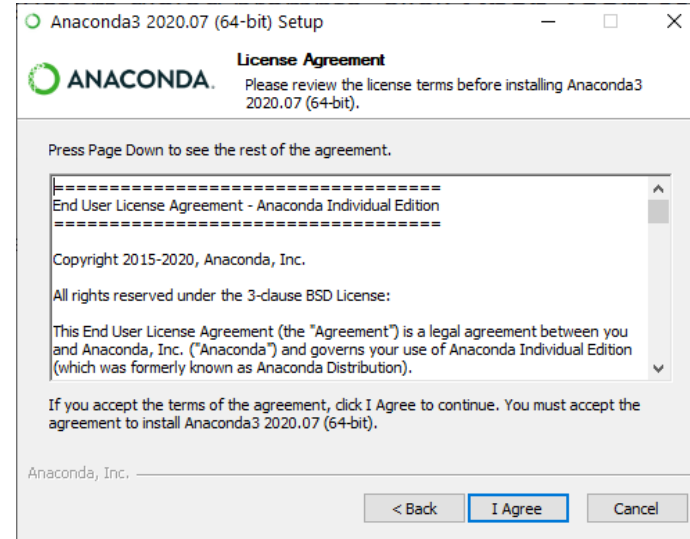 Anaconda3 2020.07 (64-bit) Setup
ANACONDA.
License Agreement
Please review the license terms before installing Anaconda3
2020.07 (64-bit).
Press Page Down to see the rest of the agreement.
===================================
End User License Agreement - Anaconda Individual Edition
===================================
Copyright 2015-2020, Anaconda, Inc.
All rights reserved under the 3-clause BSD License:
This End User License Agreement (the "Agreement") is a legal agreement between you
and Anaconda, Inc. ("Anaconda") and governs your use of Anaconda Individual Edition
(which was formerly known as Anaconda Distribution).
If you accept the terms of the agreement, click I Agree to continue. You must accept the
agreement to install Anaconda3 2020.07 (64-bit).
Anaconda, Inc.
< Back
I Agree
Cancel